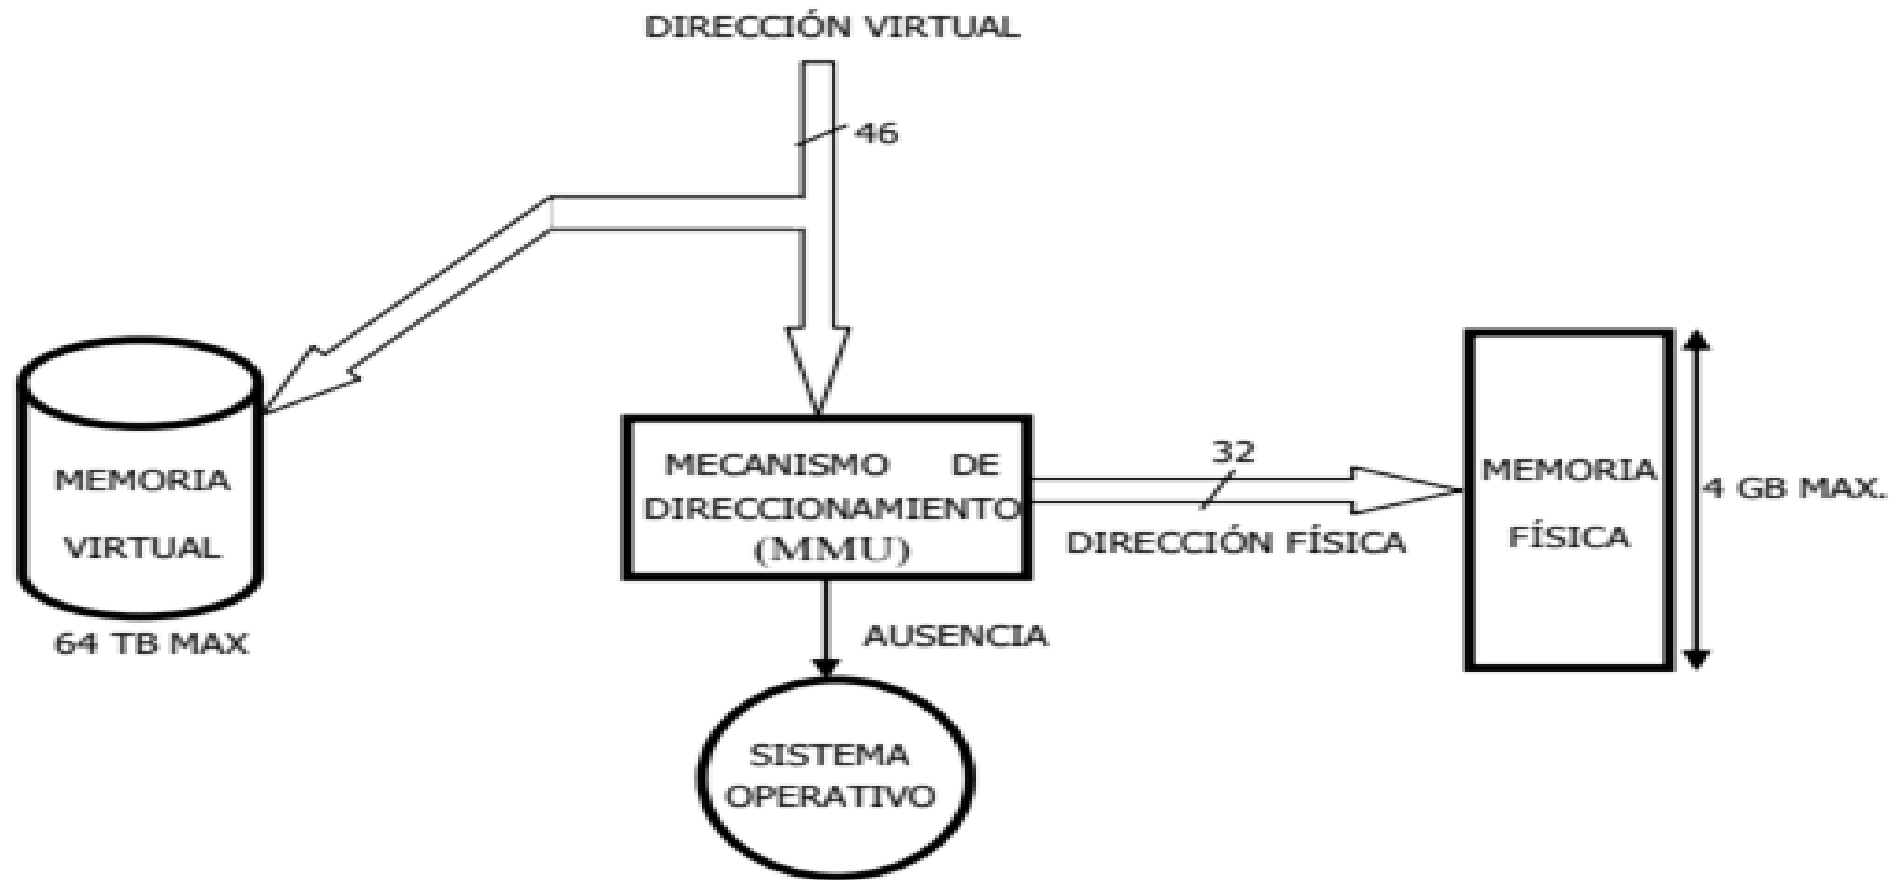 DIRECCIÓN VIRTUAL
46
MEMORIA
VIRTUAL
64 TB MAX
MECANISMO DE
DIRECCIONAMIENTO
(MMU)
32
DIRECCIÓN FÍSICA
MEMORIA
FÍSICA
4 GB MAX.
AUSENCIA
SISTEMA
OPERATIVO